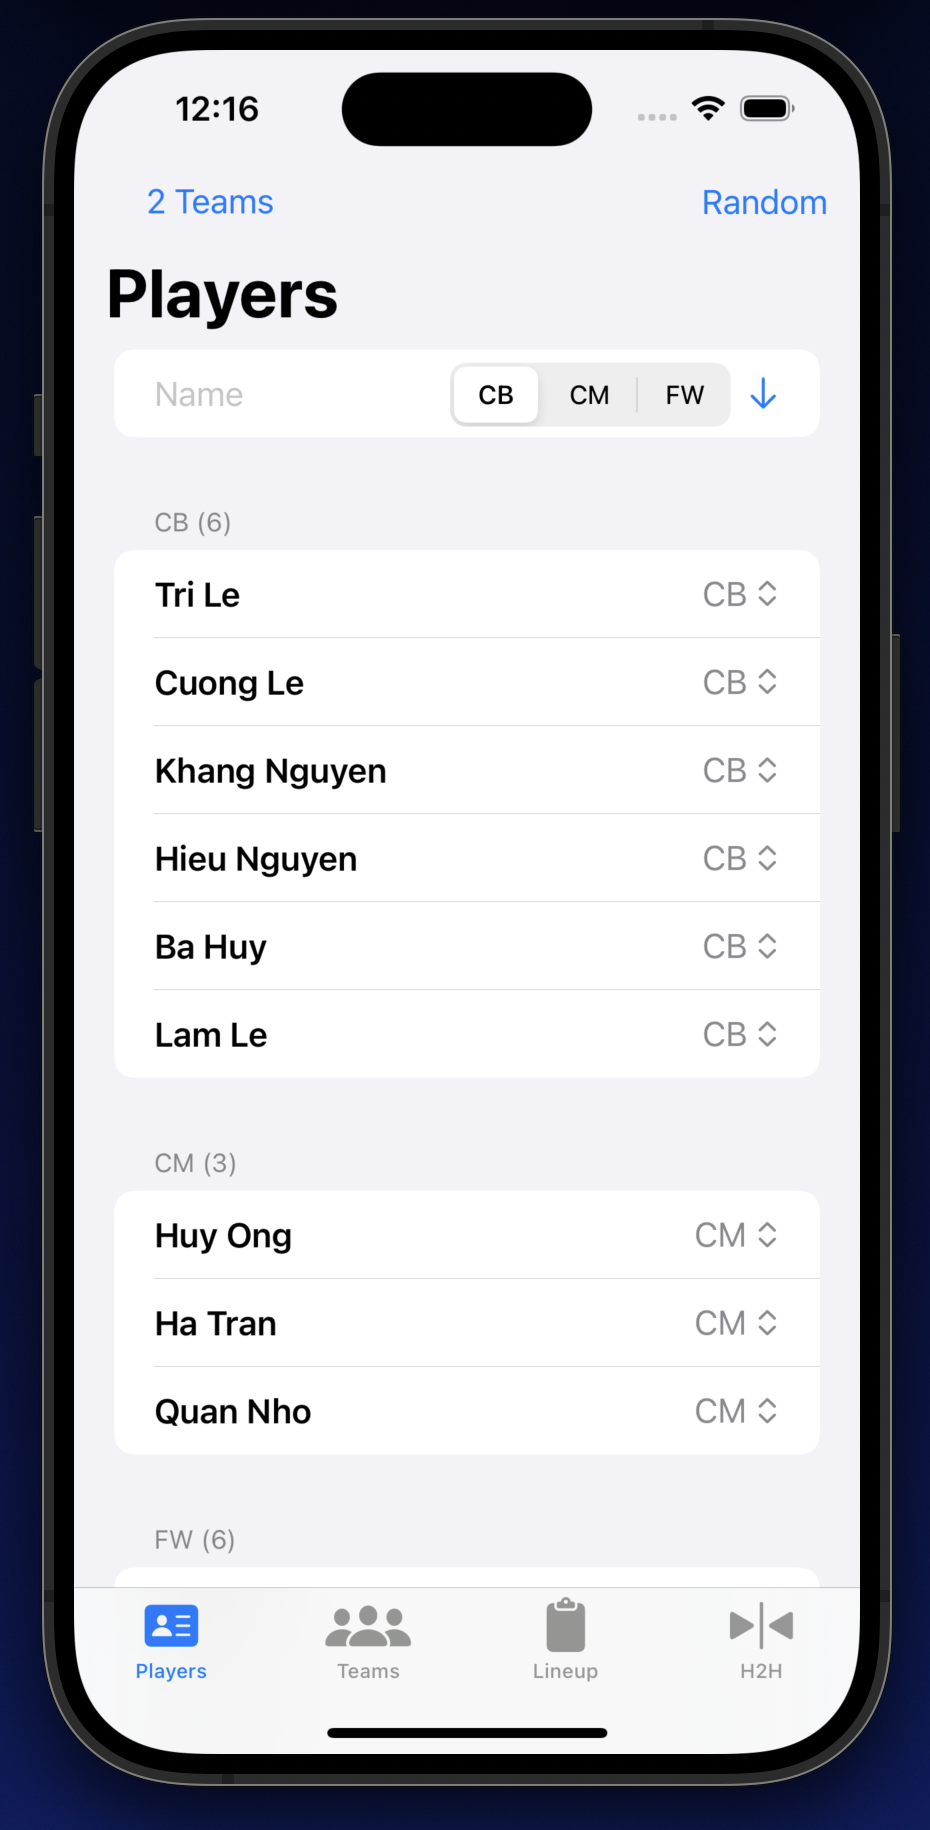 12:16
2 Teams Random
Players
Name CB CM FW
CB (6)
Tri Le CB
Cuong Le CB
Khang Nguyen CB
Hieu Nguyen CB
Ba Huy CB
Lam Le CB
CM (3)
Huy Ong CM
Ha Tran CM
Quan Nho CM
FW (6)
Players Teams Lineup H2H